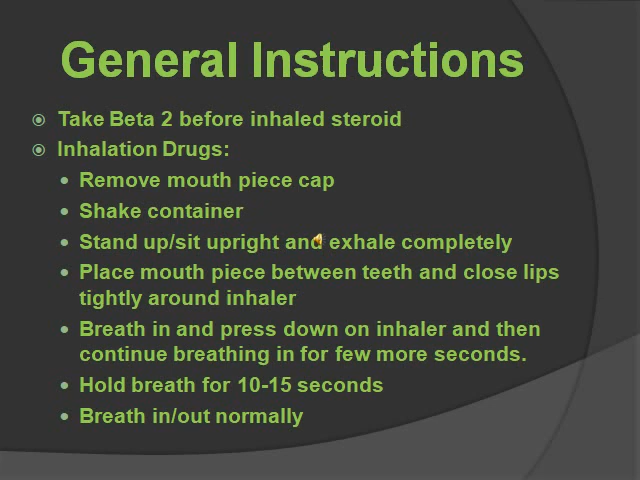 General Instructions
Take Beta 2 before inhaled steroid
Inhalation Drugs:
Remove mouth piece cap
Shake container
Stand up/sit upright and exhale completely
Place mouth piece between teeth and close lips
tightly around inhaler
Breath in and press down on inhaler and then
continue breathing in for few more seconds.
Hold breath for 10-15 seconds
Breath in/out normally